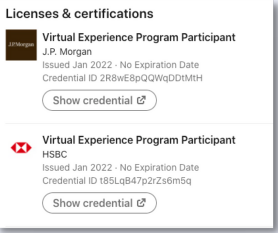 Licenses & certifications
J.P.Morgan
Virtual Experience Program Participant
J.P. Morgan
Issued Jan 2022 · No Expiration Date
Credential ID 2R8wE8pQQWqDDtMtH
Show credential
Virtual Experience Program Participant
HSBC
Issued Jan 2022 · No Expiration Date
Credential ID t85LqB47p2rZs6m5q
Show credential